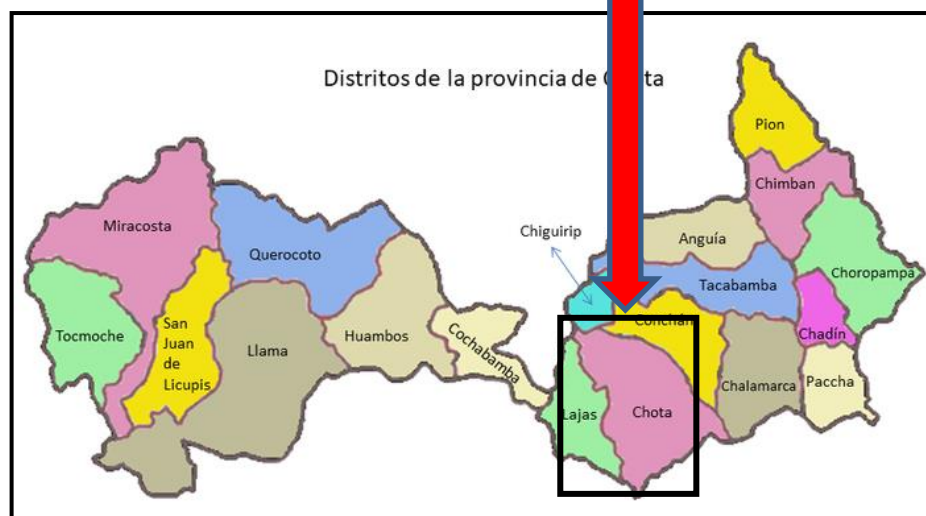 Distritos de la provincia de
Pion
Chimban
Miracosta
Chiguirip
Anguía
Querocoto
Choropampa
Tacabamba
Tocmoche
San
Juan
de
Licupis
Llama
Huambos
Cochabamba
Conchán
Chadín
Lajas
Chota
Chalamarca
Paccha